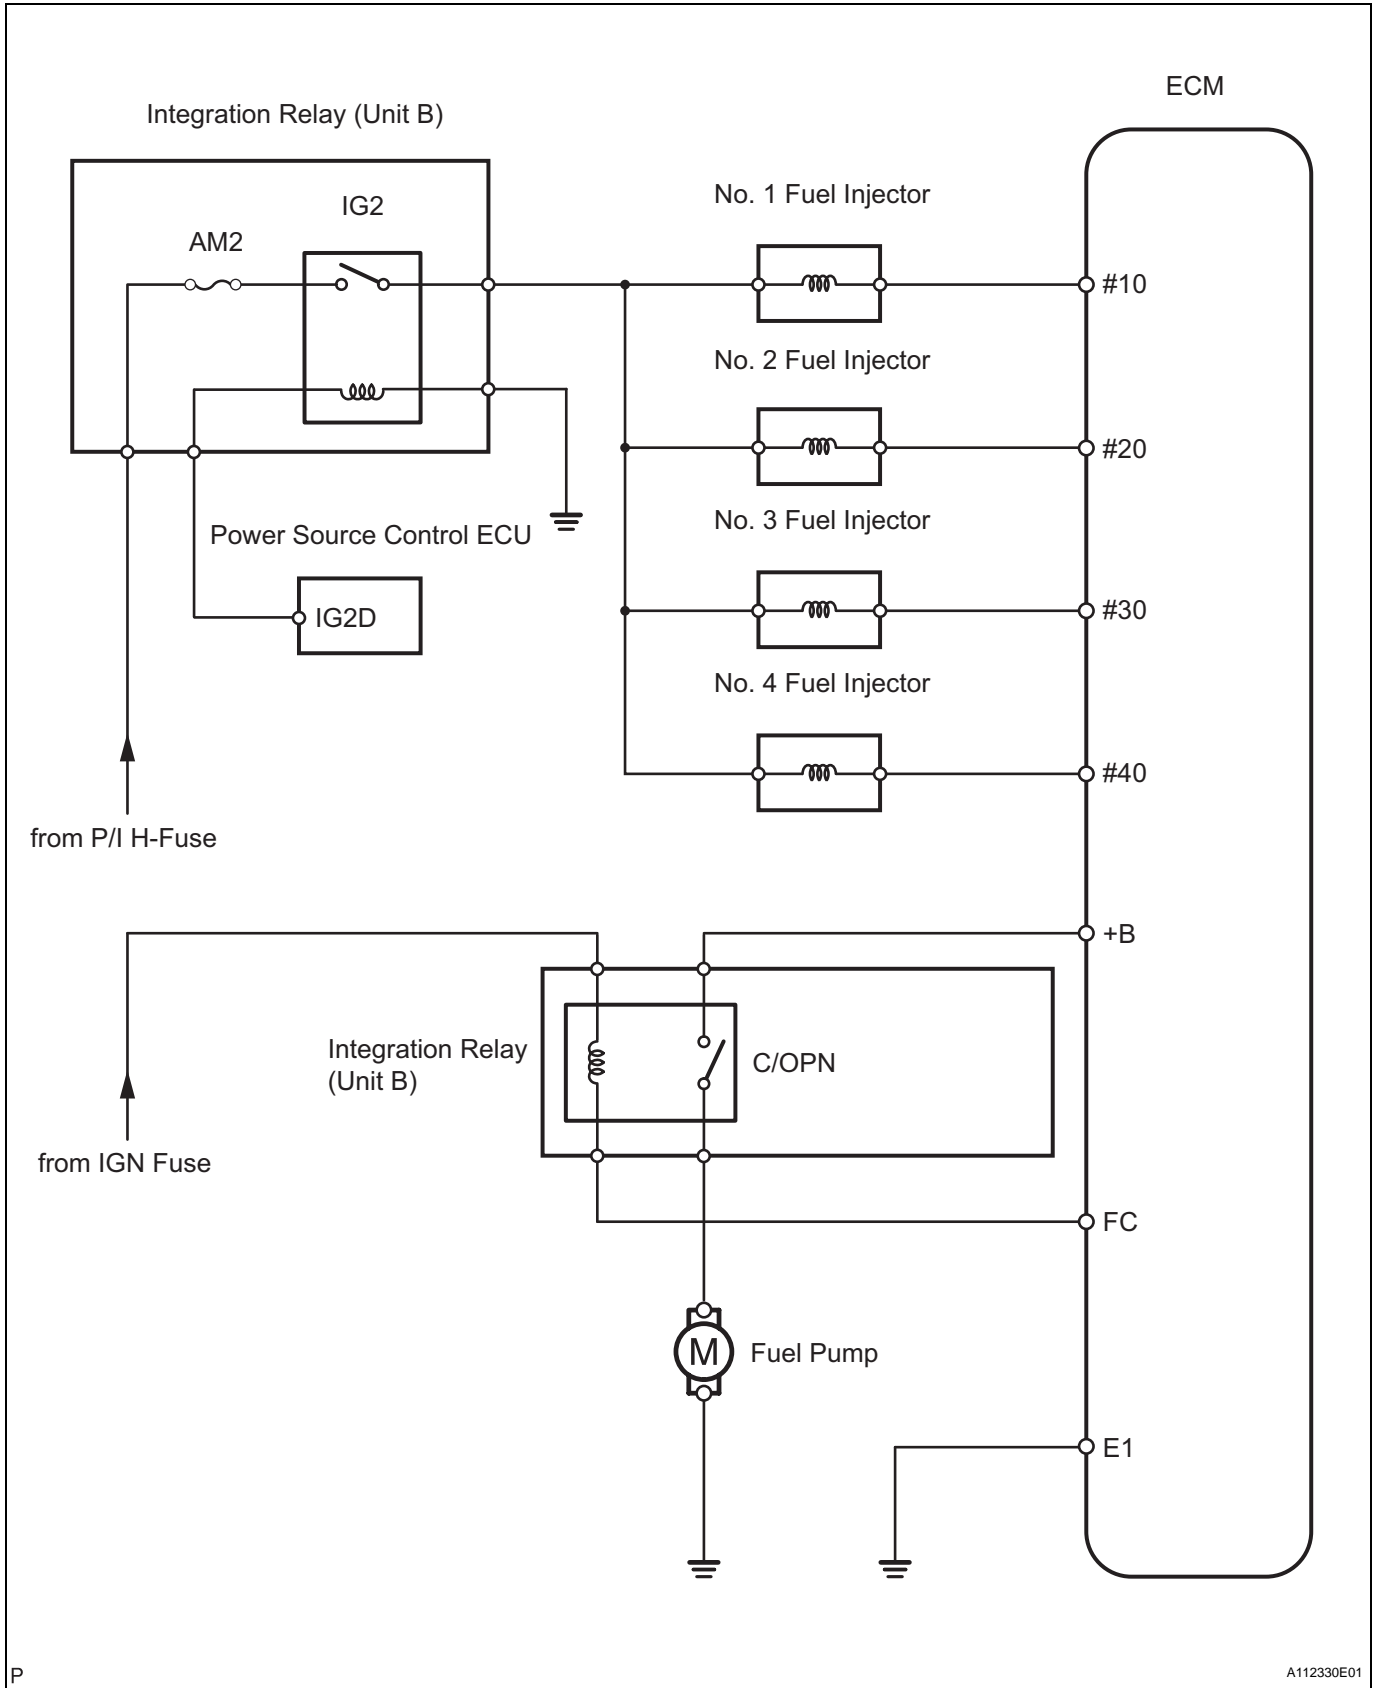 ECM
Integration Relay (Unit B)
No. 1 Fuel Injector
IG2
AM2
#10
No. 2 Fuel Injector
#20
No. 3 Fuel Injector
Power Source Control ECU
IG2D
#30
No. 4 Fuel Injector
#40
from P/I H-Fuse
+B
Integration Relay
(Unit B)
C/OPN
from IGN Fuse
FC
M
Fuel Pump
E1
P
A112330E01